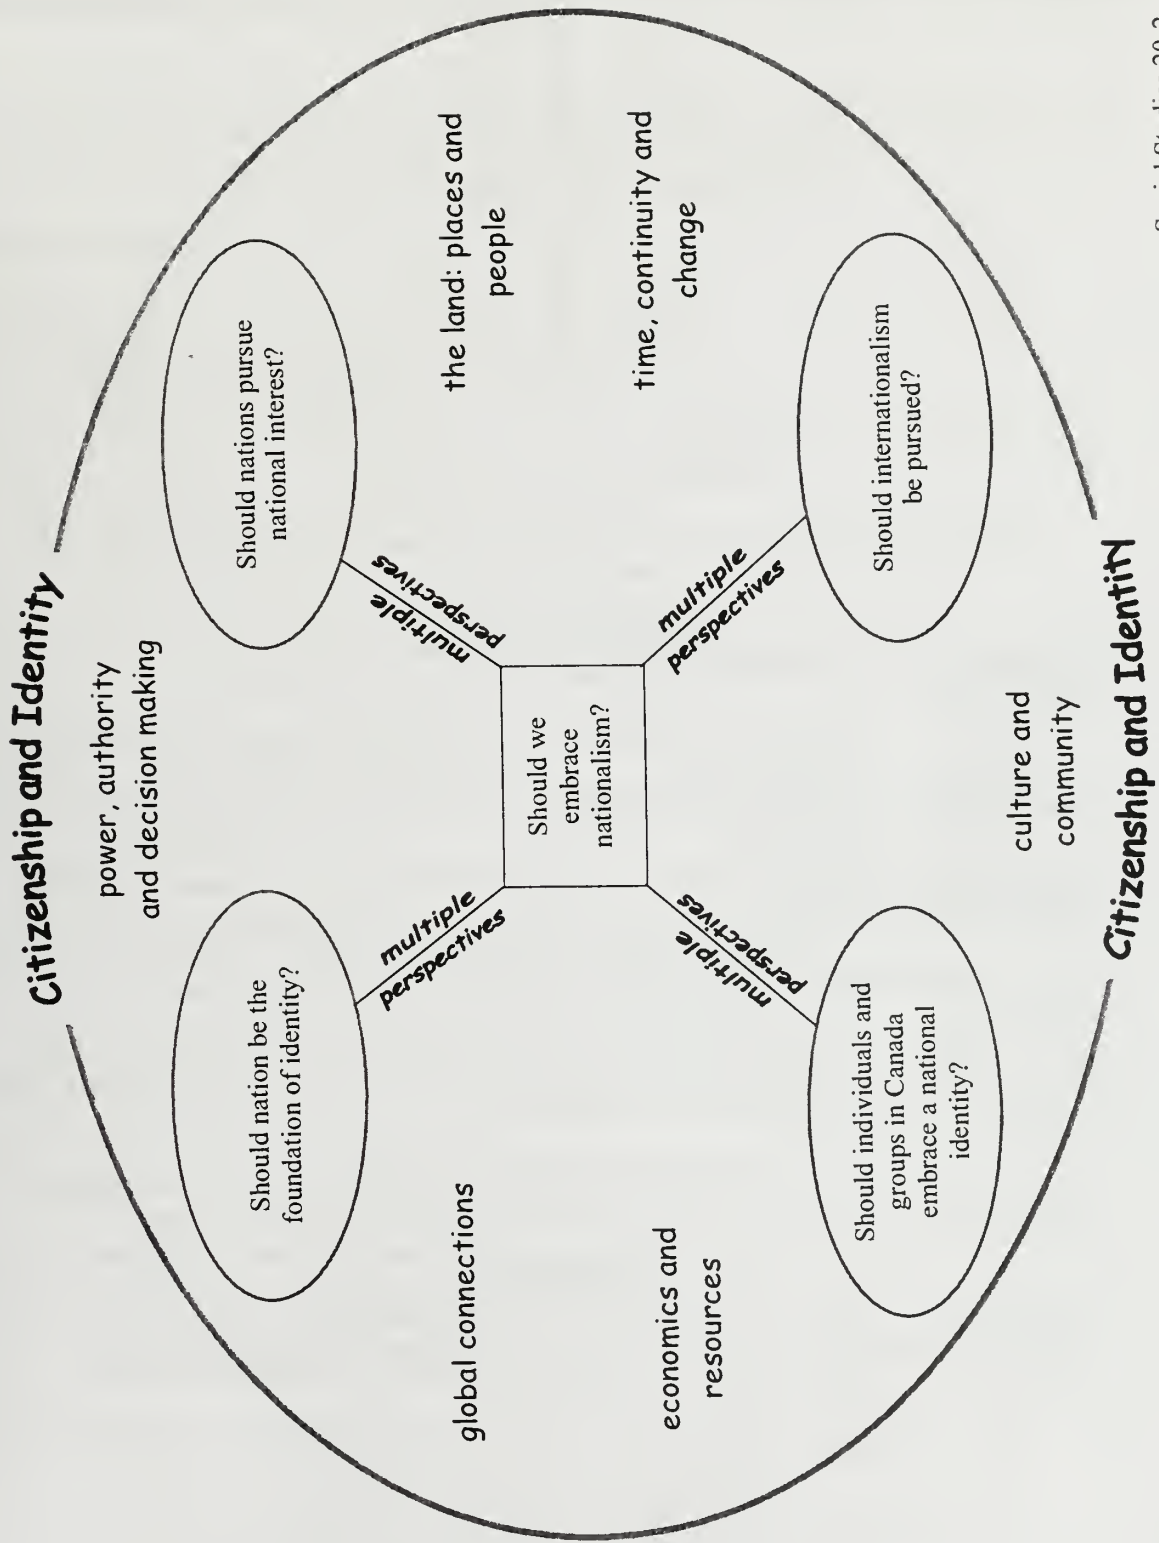 Citizenship and Identity
power, authority
and decision making
Should nation be the
foundation of identity?
Should nations pursue
national interest?
multiple
perspectives
multiple
perspectives
global connections
the land: places and
people
Should we
embrace
nationalism?
economics and
resources
time, continuity and
change
multiple
perspectives
multiple
perspectives
Should individuals and
groups in Canada
embrace a national
identity?
Should internationalism
be pursued?
culture and
community
Citizenship and Identity